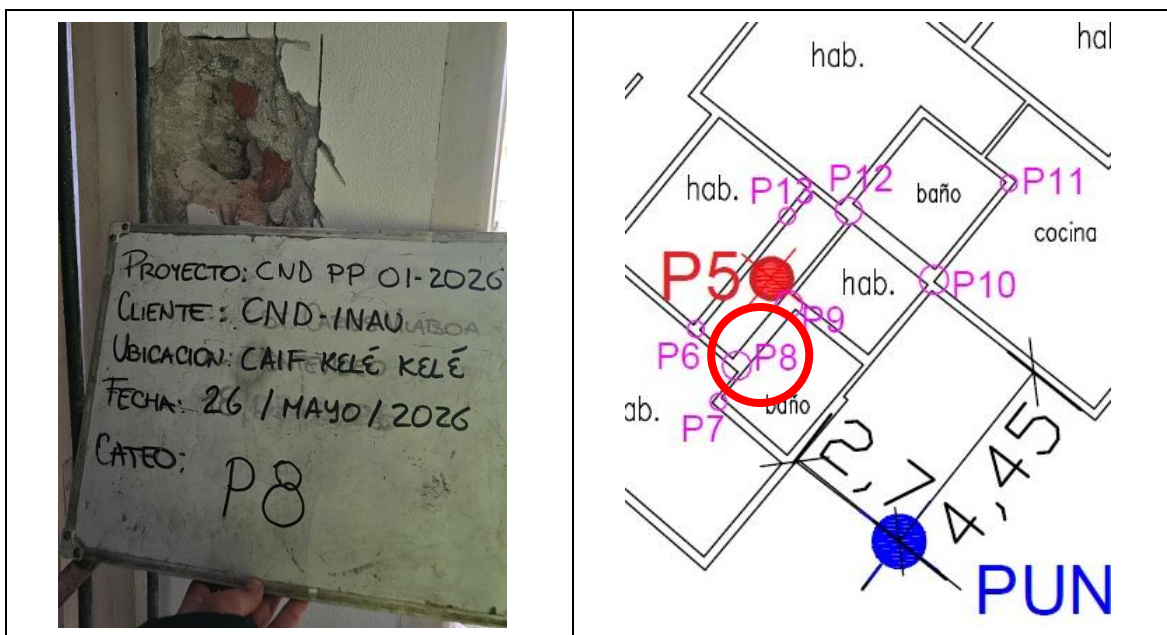 PROYECTO: CND PP 01-2026
CLIENTE: CND-INAU
UBICACION: CAIF KELÉ KELÉ
FECHA: 26 / MAYO / 2026
CATEO:
P8
hab.
hal
hab.
P13
P12
baño
P11
cocina
P5
hab.
P10
P9
P6
P8
ab.
P7
baño
2,7
4,45
PUN